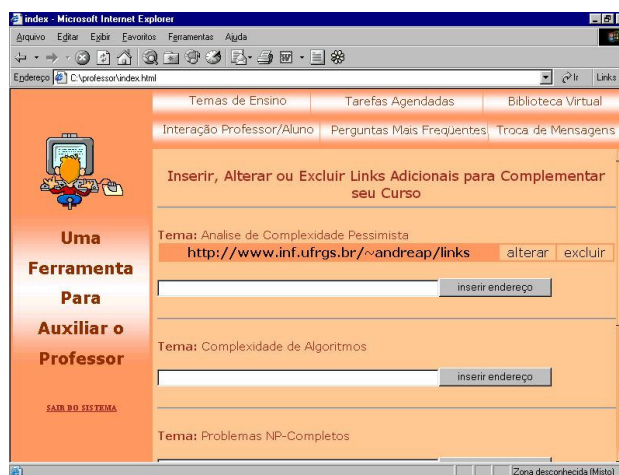 index - Microsoft Internet Explorer
Arquivo Editar Exibir Favoritos Ferramentas Ajuda
Endereço C:\professor\index.html Ir Links
Temas de Ensino Tarefas Agendadas Biblioteca Virtual
Interação Professor/Aluno Perguntas Mais Freqüentes Troca de Mensagens
Inserir, Alterar ou Excluir Links Adicionais para Complementar
seu Curso
Uma
Ferramenta
Para
Auxiliar o
Professor
SAIR DO SISTEMA
Tema: Analise de Complexidade Pessimista
http://www.inf.ufrgs.br/~andreap/links alterar excluir
inserir endereço
Tema: Complexidade de Algoritmos
inserir endereço
Tema: Problemas NP-Completos
Zona desconhecida (Misto)